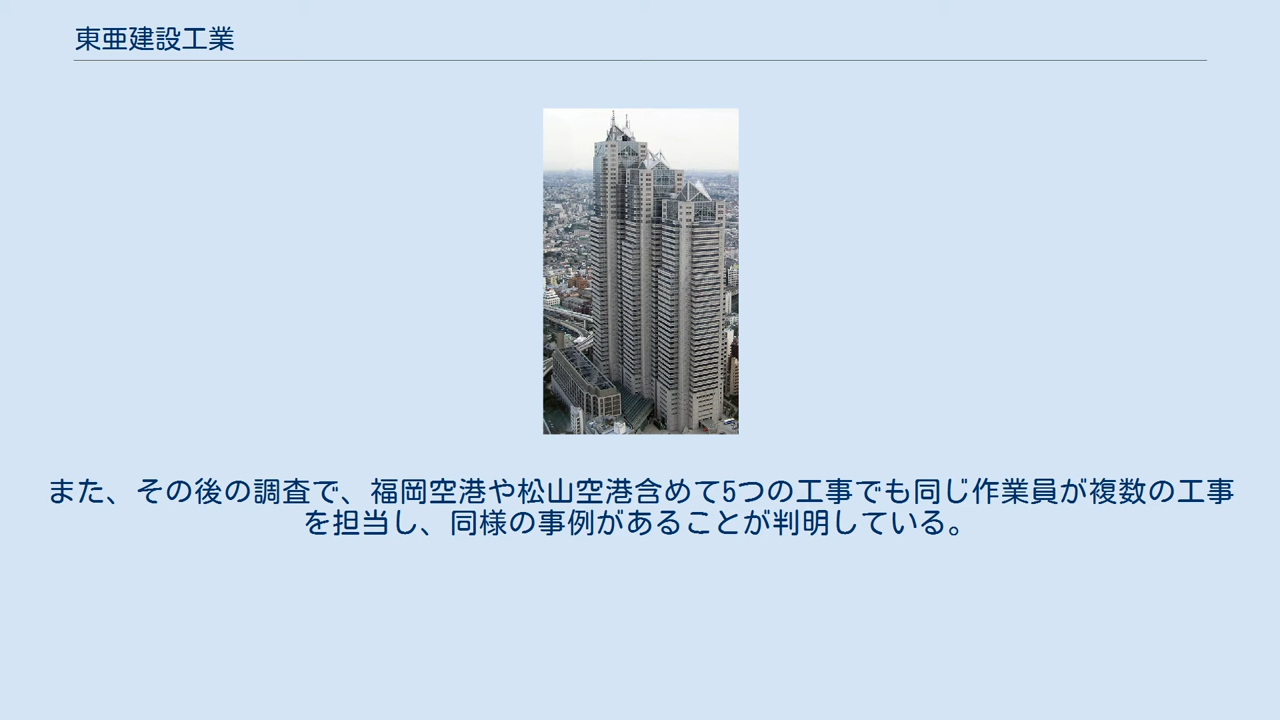 東亜建設工業
また、その後の調査で、福岡空港や松山空港含めて5つの工事でも同じ作業員が複数の工事
を担当し、同様の事例があることが判明している。